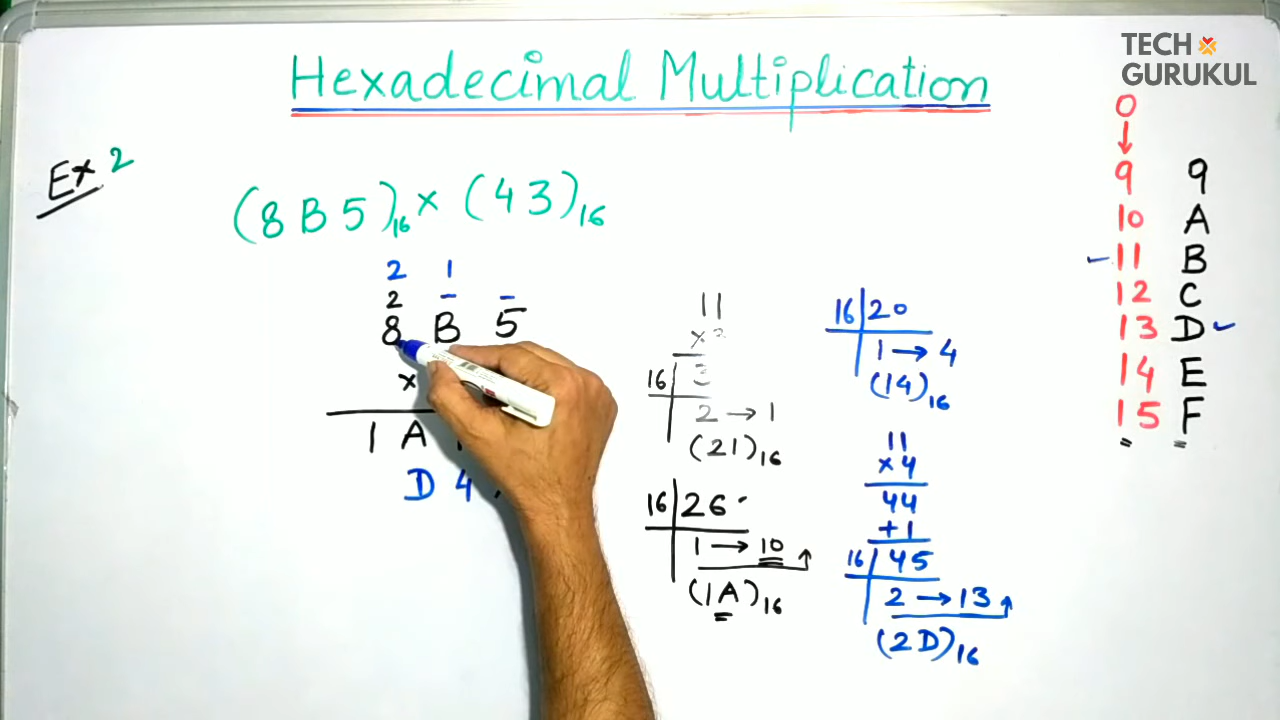 TECH
GURUKUL
Hexadecimal Multiplication
Ex 2
(8B5)₁₆ × (43)₁₆
2 1
2 – –
8 B 5
×
1 A
D 4
11
×
16 3
2 → 1
(21)₁₆
16 26
1 → 10
(1A)₁₆
16 20
1 → 4
(14)₁₆
11
×4
44
+1
16 45
2 → 13
(2D)₁₆
0
↓
9 9
10 A
11 B
12 C
13 D
14 E
15 F